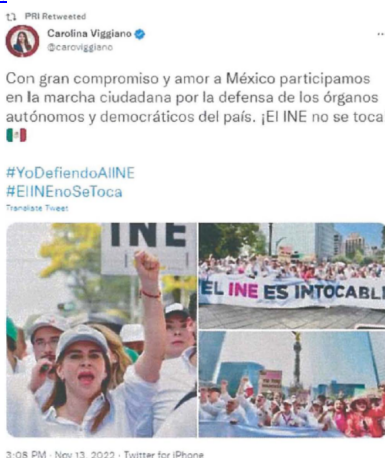 PRI Retweeted
Carolina Viggiano
@caroviggiano
Con gran compromiso y amor a México participamos
en la marcha ciudadana por la defensa de los órganos
autónomos y democráticos del país. ¡El INE no se toca
#YoDefiendoAlINE
#ElINEnoSeToca
Translate Tweet
INE
EL INE ES INTOCABL
3:08 PM · Nov 13, 2022 · Twitter for iPhone